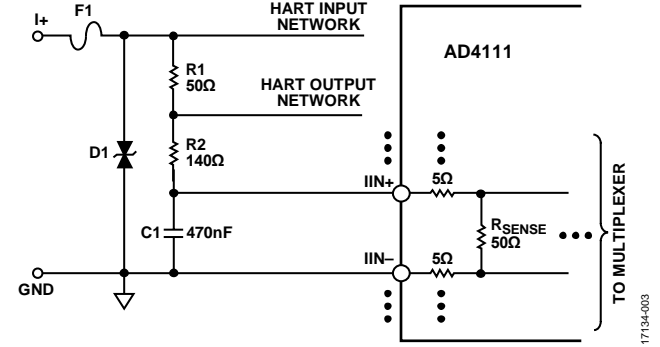 I+
F1
HART INPUT
NETWORK
AD4111
R1
50Ω
HART OUTPUT
NETWORK
D1
R2
140Ω
IIN+
5Ω
C1
470nF
RSENSE
50Ω
TO MULTIPLEXER
IIN–
5Ω
GND
17134-003